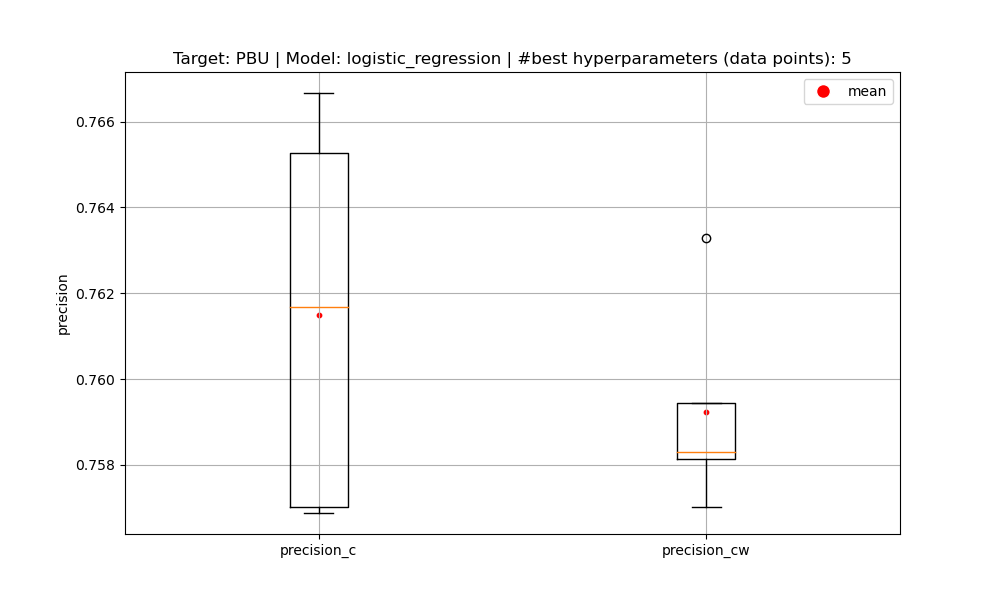 Target: PBU | Model: logistic_regression | #best hyperparameters (data points): 5
mean
0.766
0.764
0.762
0.760
0.758
precision
precision_c
precision_cw